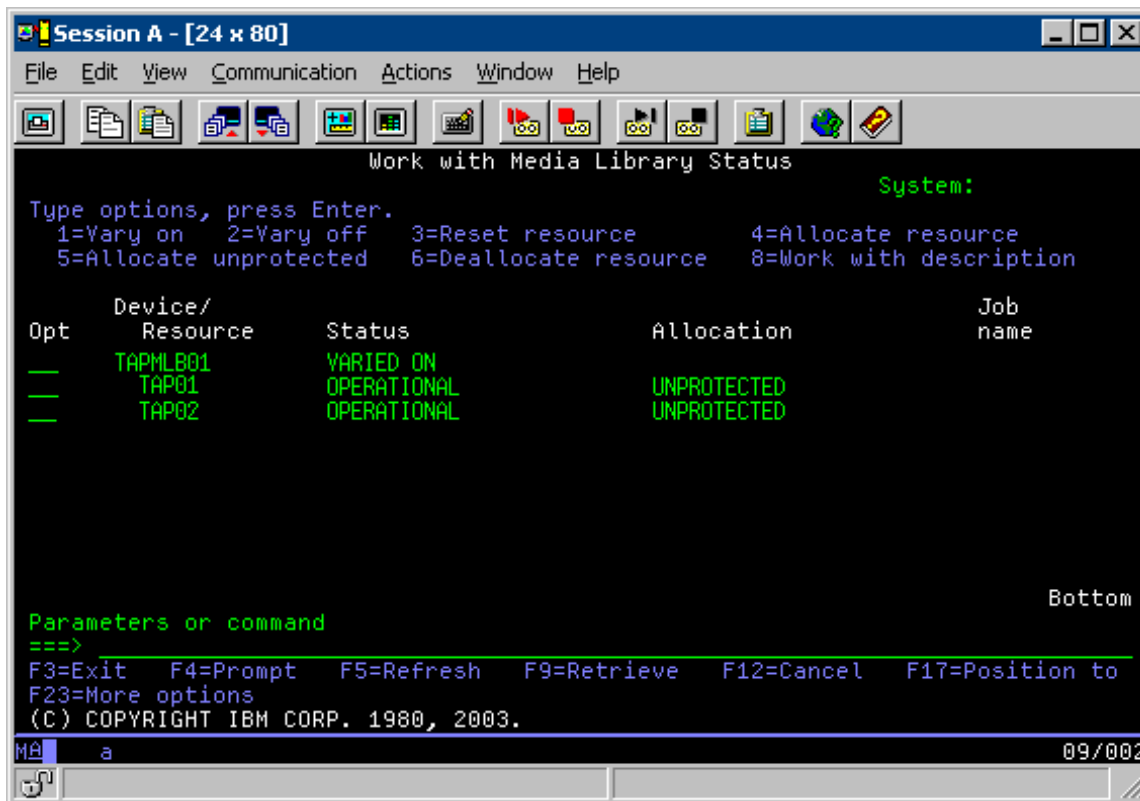 Session A - [24 x 80]
File Edit View Communication Actions Window Help
Work with Media Library Status
System:
Type options, press Enter.
1=Vary on 2=Vary off 3=Reset resource 4=Allocate resource
5=Allocate unprotected 6=Deallocate resource 8=Work with description
Device/ Job
Opt Resource Status Allocation name
TAPMLB01 VARIED ON
TAP01 OPERATIONAL UNPROTECTED
TAP02 OPERATIONAL UNPROTECTED
Bottom
Parameters or command
===>
F3=Exit F4=Prompt F5=Refresh F9=Retrieve F12=Cancel F17=Position to
F23=More options
(C) COPYRIGHT IBM CORP. 1980, 2003.
MA a 09/002